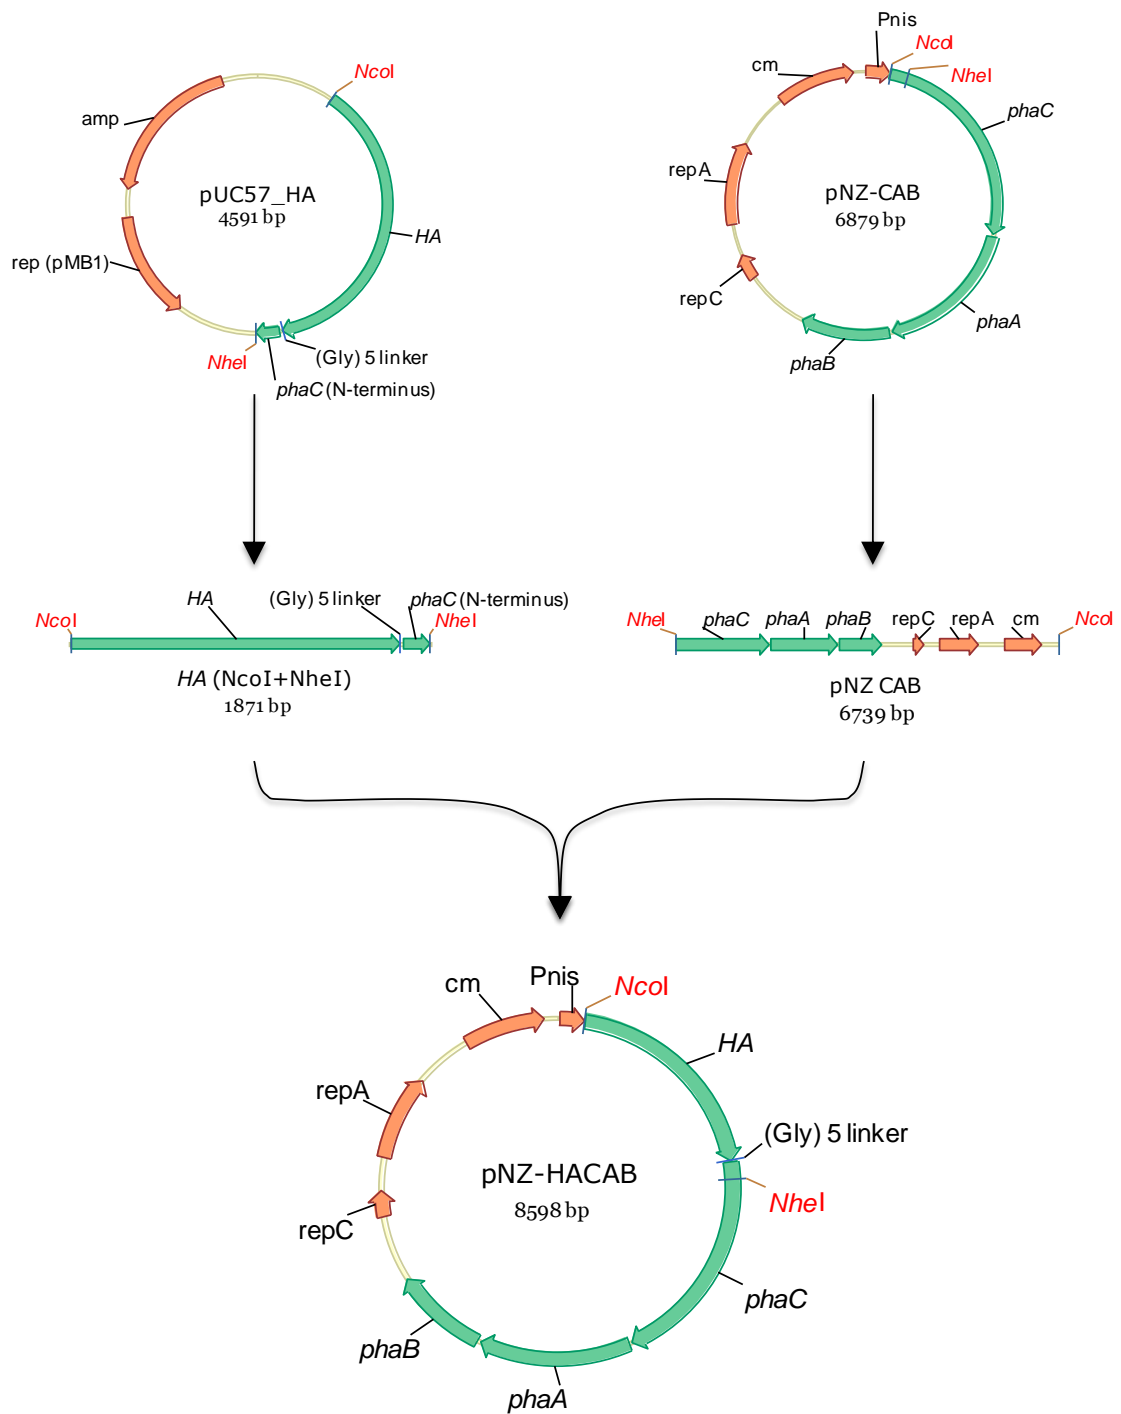 NcoI
amp
pUC57_HA
4591 bp
HA
rep (pMB1)
(Gly) 5 linker
NheI
phaC (N-terminus)
Pnis
NcoI
cm
NheI
phaC
repA
pNZ-CAB
6879 bp
repC
phaA
phaB
HA
(Gly) 5 linker
phaC (N-terminus)
NcoI
NheI
HA (NcoI+NheI)
1871 bp
NheI
phaC
phaA
phaB
repC
repA
cm
NcoI
pNZ CAB
6739 bp
Pnis
NcoI
cm
HA
repA
(Gly) 5 linker
pNZ-HACAB
8598 bp
NheI
repC
phaC
phaB
phaA